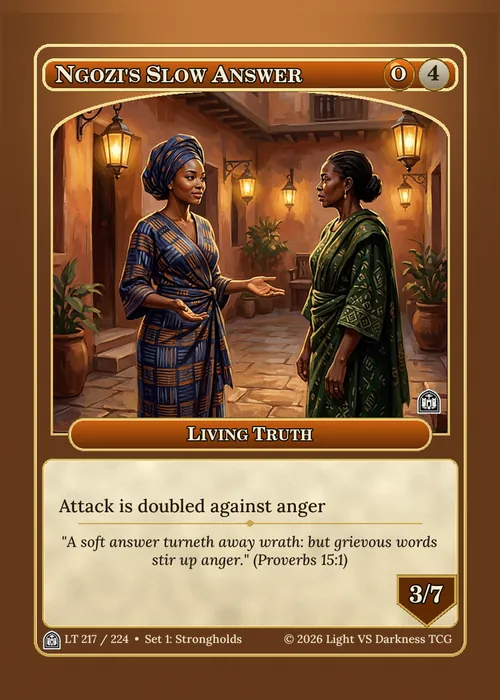 Ngozi's Slow Answer
O 4
Living Truth
Attack is doubled against anger
"A soft answer turneth away wrath: but grievous words
stir up anger." (Proverbs 15:1)
3/7
LT 217 / 224 • Set 1: Strongholds © 2026 Light VS Darkness TCG